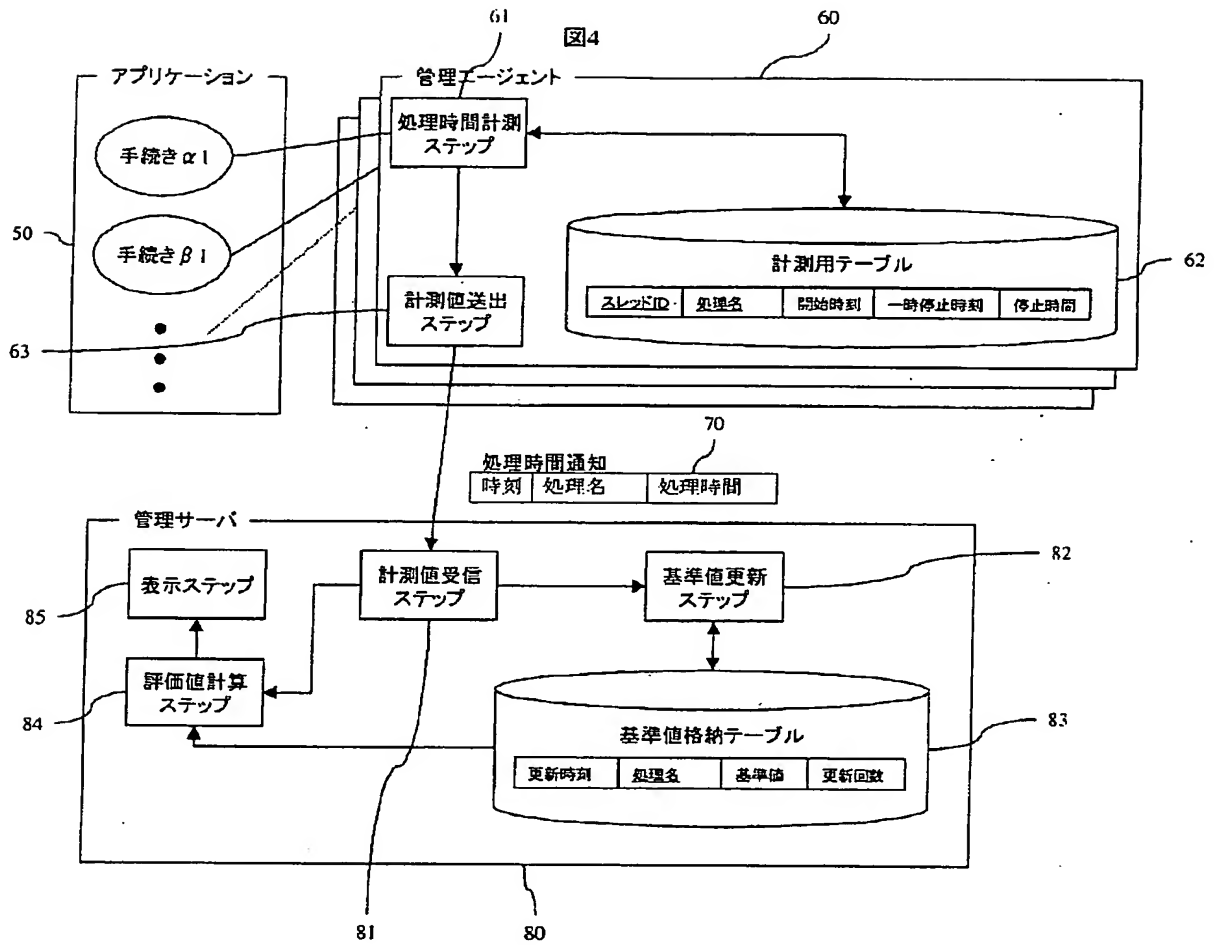 61
図4
60
アプリケーション
管理エージェント
手続きα1
処理時間計測
ステップ
50
手続きβ1
計測用テーブル
62
スレッドID 処理名 開始時刻 一時停止時刻 停止時間
計測値送出
ステップ
63
70
処理時間通知
時刻 処理名 処理時間
管理サーバ
表示ステップ
計測値受信
ステップ
基準値更新
ステップ
82
85
評価値計算
ステップ
84
83
基準値格納テーブル
更新時刻 処理名 基準値 更新回数
81
80